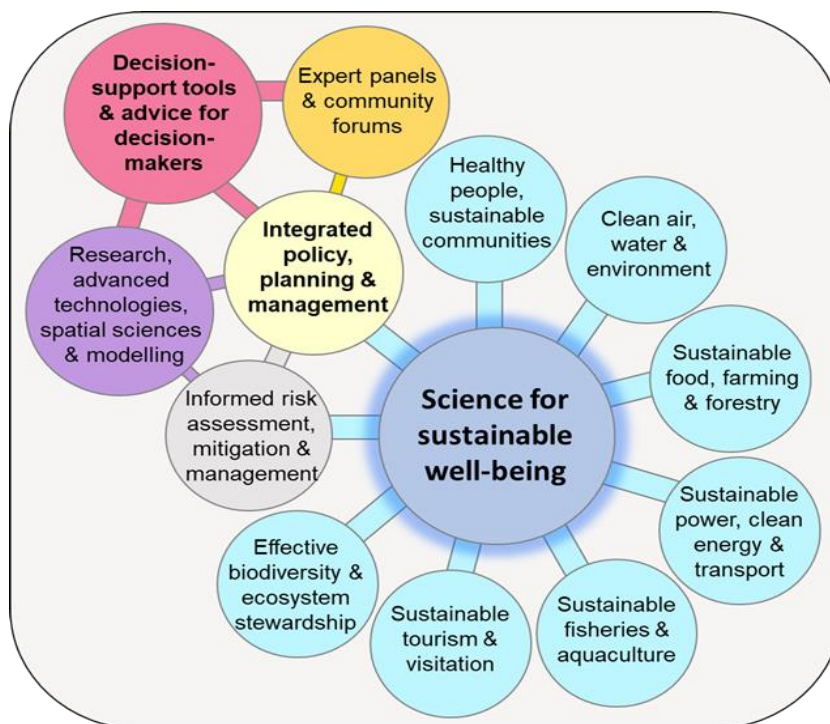 Decision-
support tools
& advice for
decision-
makers
Expert panels
& community
forums
Healthy
people,
sustainable
communities
Clean air,
water &
environment
Integrated
policy,
planning &
management
Research,
advanced
technologies,
spatial sciences
& modelling
Sustainable
food, farming
& forestry
Informed risk
assessment,
mitigation &
management
Science for
sustainable
well-being
Sustainable
power, clean
energy &
transport
Effective
biodiversity &
ecosystem
stewardship
Sustainable
tourism &
visitation
Sustainable
fisheries &
aquaculture